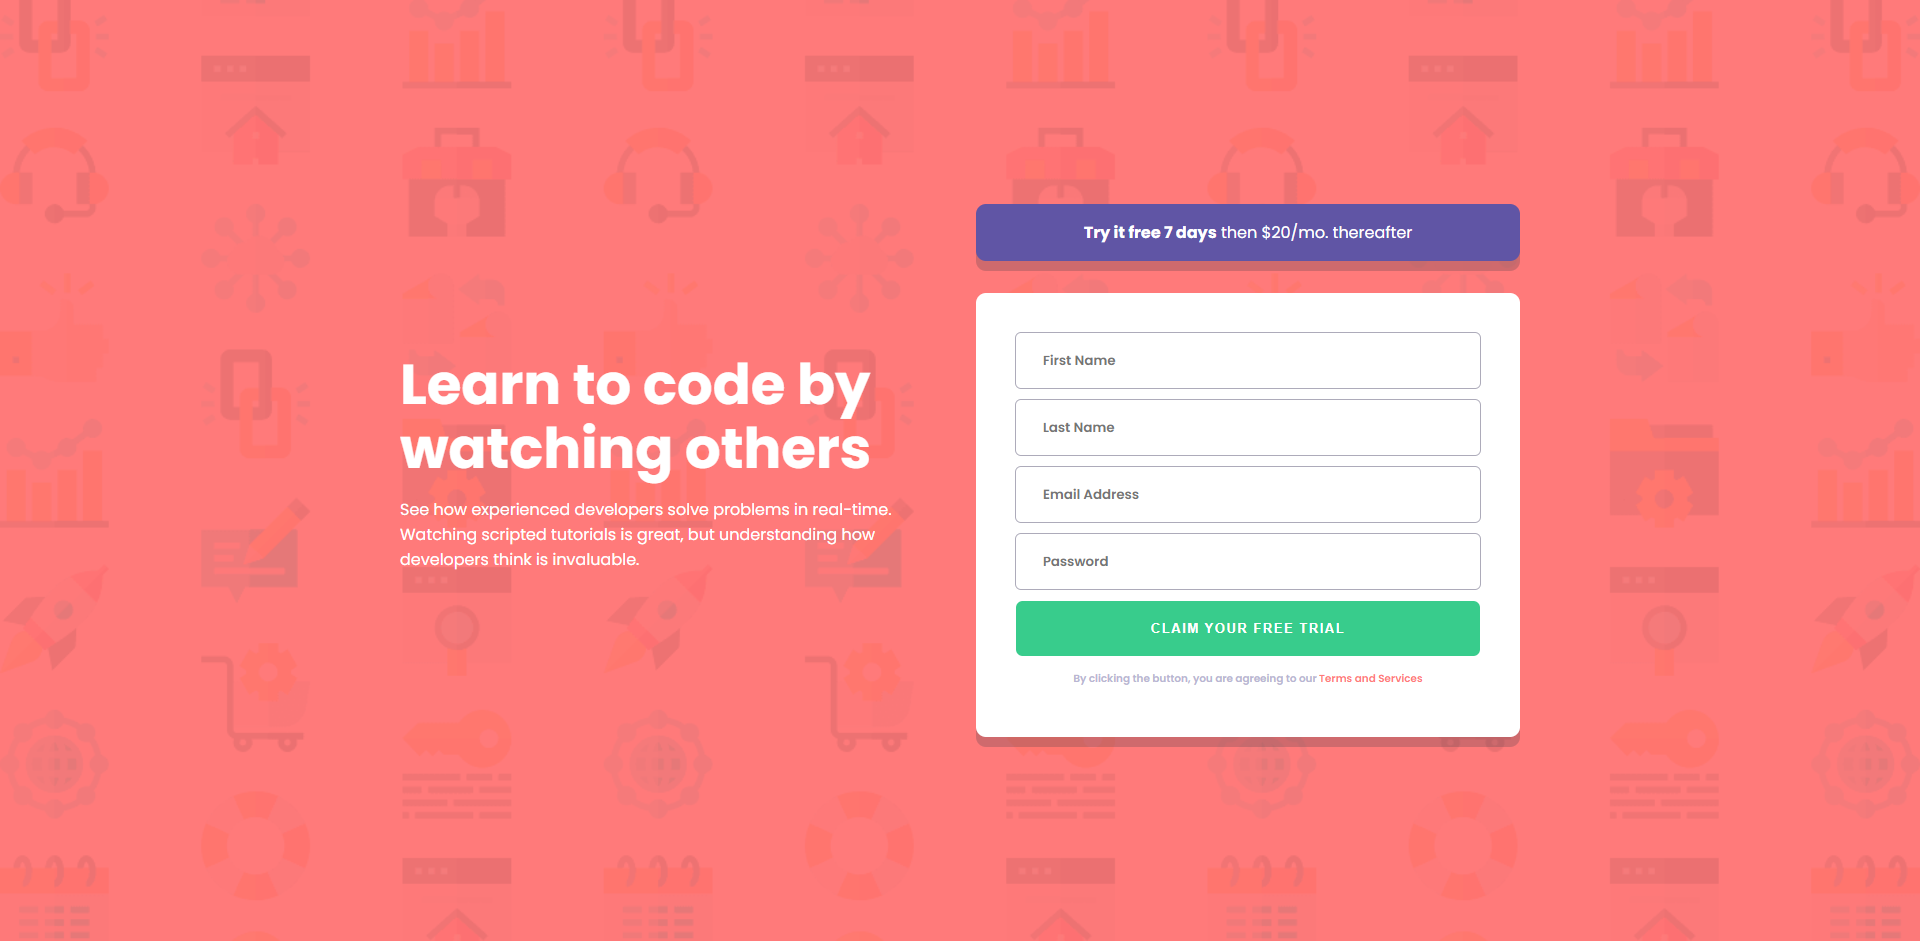 Learn to code by
watching others
See how experienced developers solve problems in real-time.
Watching scripted tutorials is great, but understanding how
developers think is invaluable.
Try it free 7 days then $20/mo. thereafter
First Name
Last Name
Email Address
Password
CLAIM YOUR FREE TRIAL
By clicking the button, you are agreeing to our Terms and Services